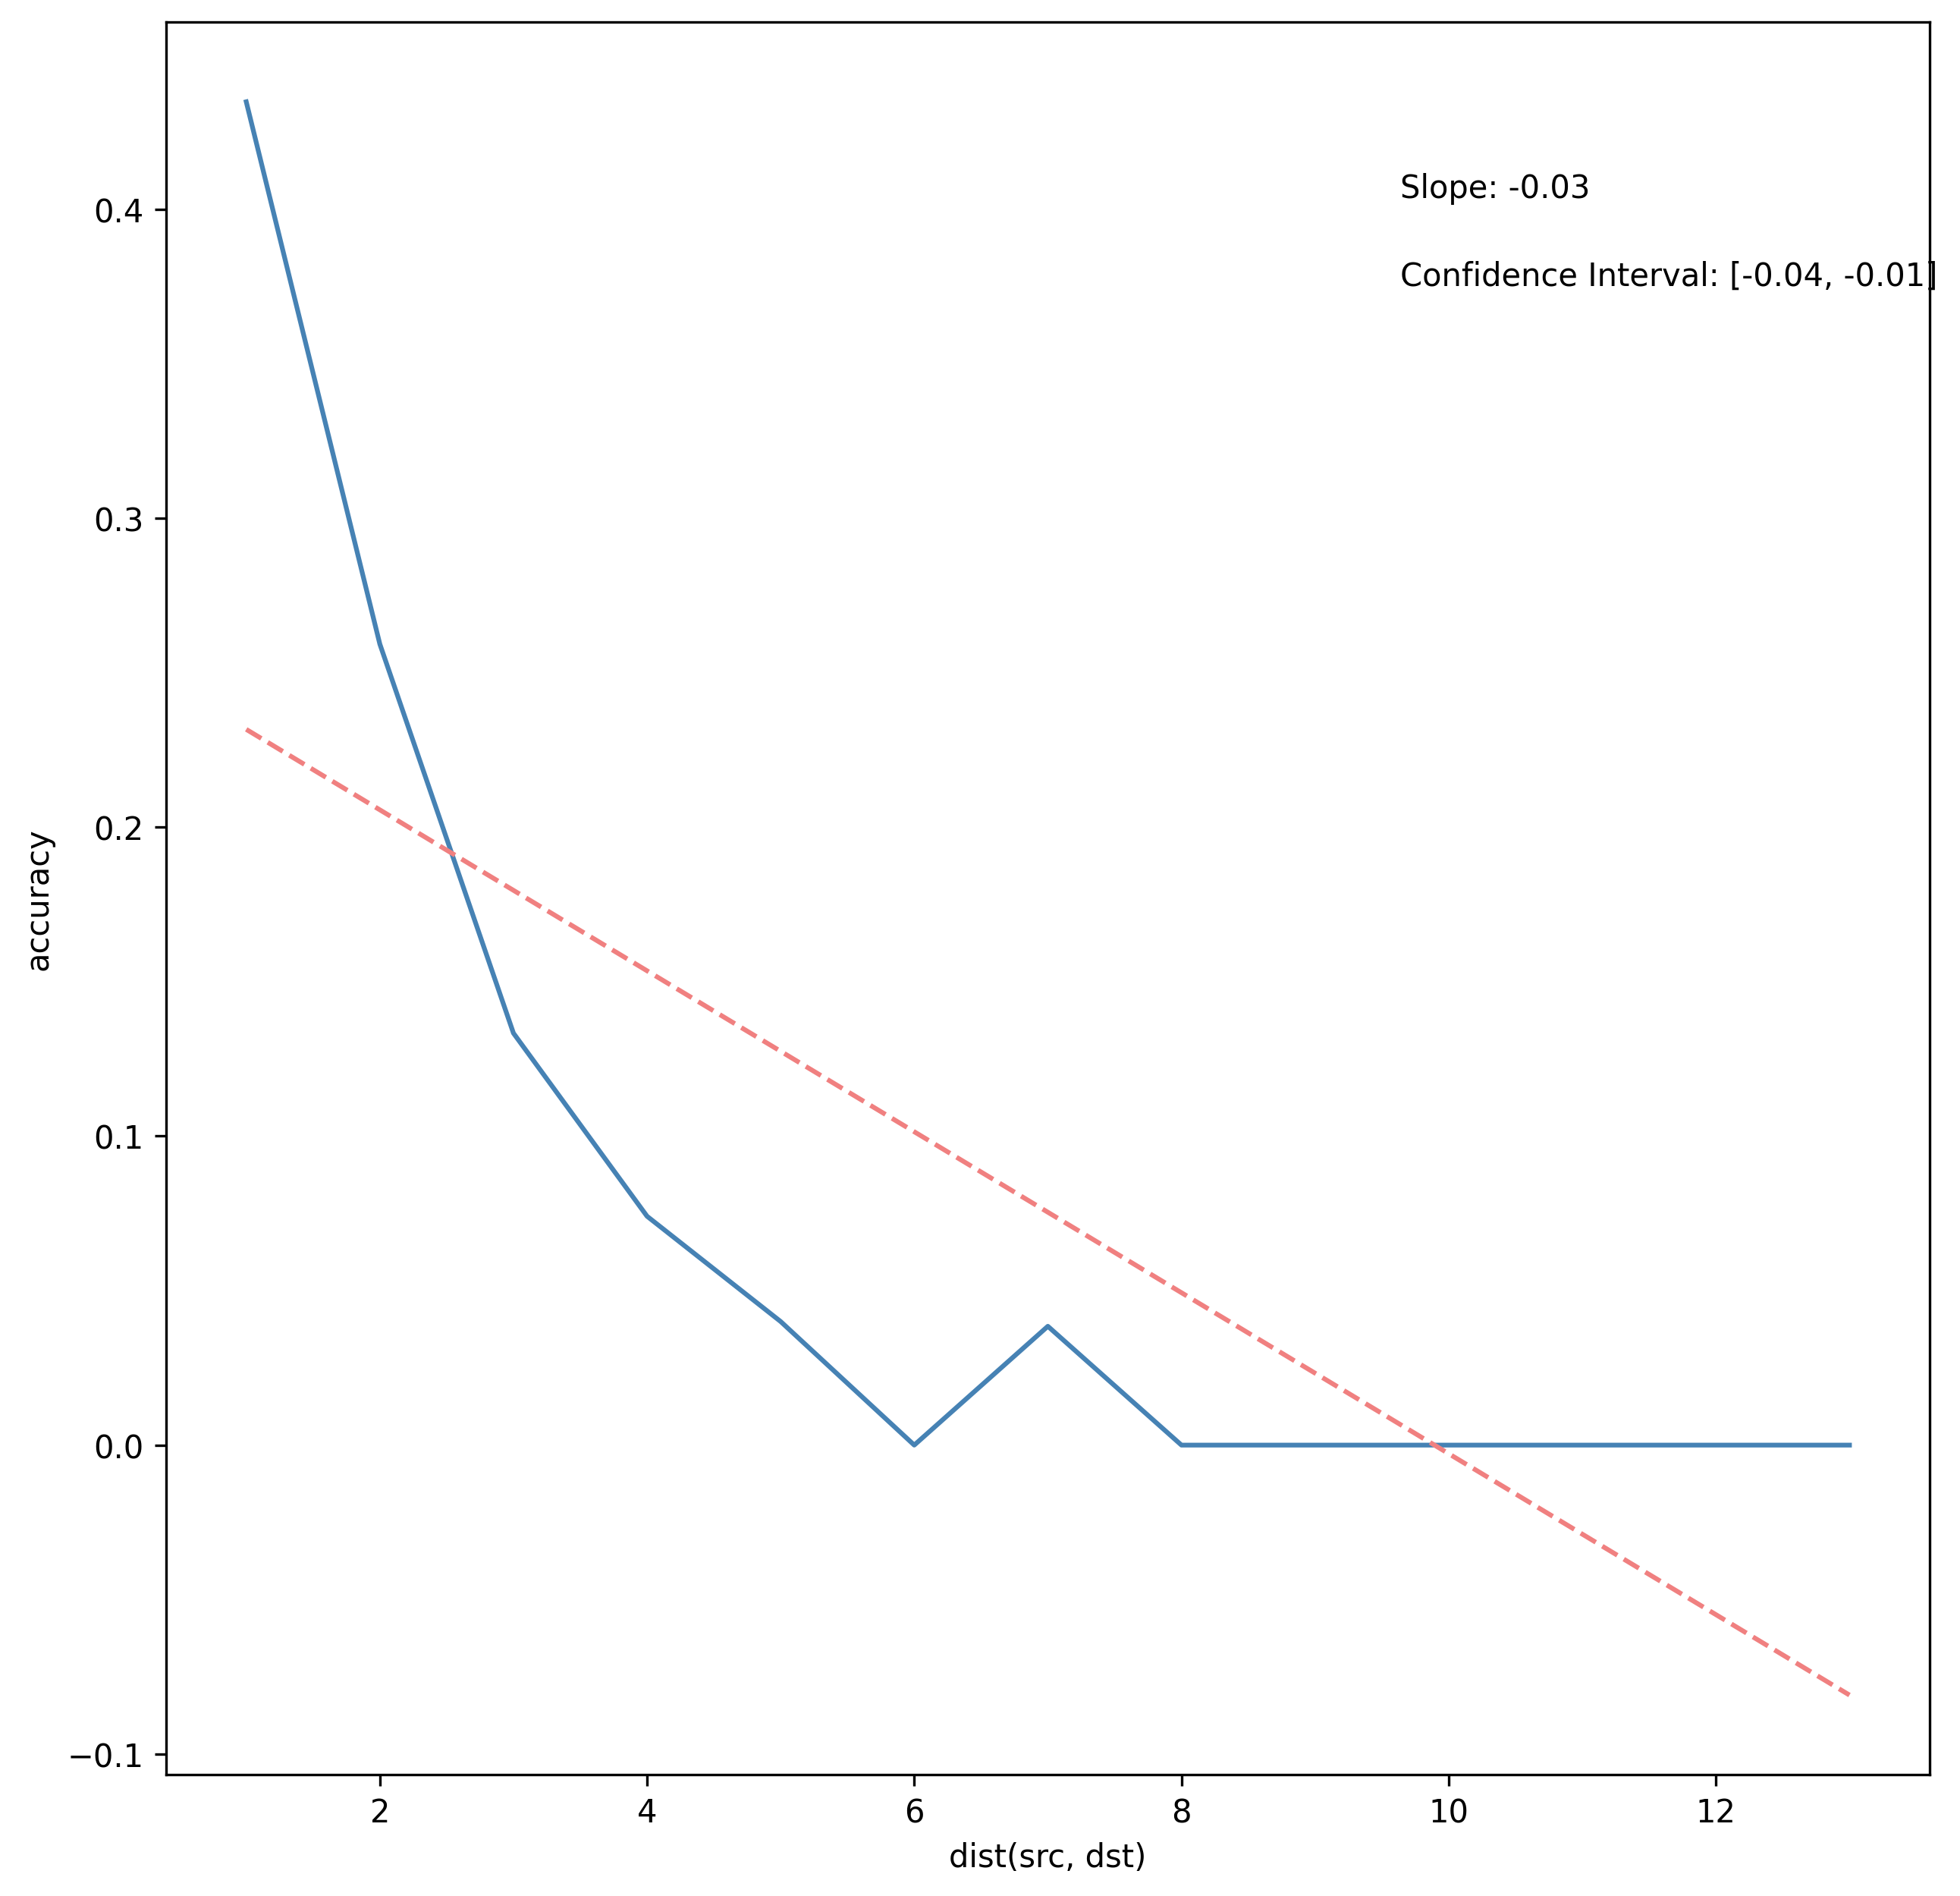 Slope: -0.03
Confidence Interval: [-0.04, -0.01]
accuracy
0.4
0.3
0.2
0.1
0.0
−0.1
2 4 6 8 10 12
dist(src, dst)